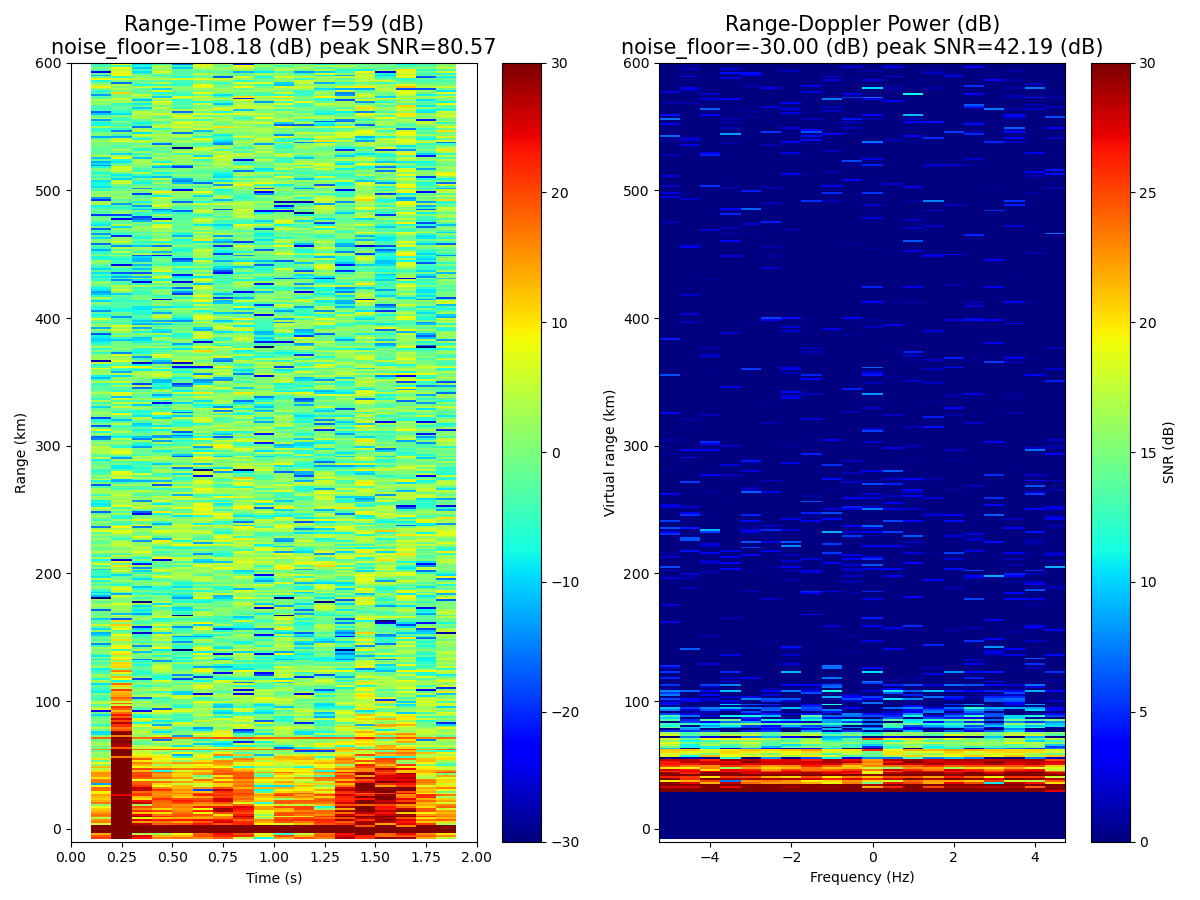 Range-Time Power f=59 (dB)
noise_floor=-108.18 (dB) peak SNR=80.57
Range-Doppler Power (dB)
noise_floor=-30.00 (dB) peak SNR=42.19 (dB)
Range (km)
600
500
400
300
200
100
0
0.00 0.25 0.50 0.75 1.00 1.25 1.50 1.75 2.00
Time (s)
30
20
10
0
−10
−20
−30
Virtual range (km)
600
500
400
300
200
100
0
−4 −2 0 2 4
Frequency (Hz)
30
25
20
15
10
5
0
SNR (dB)